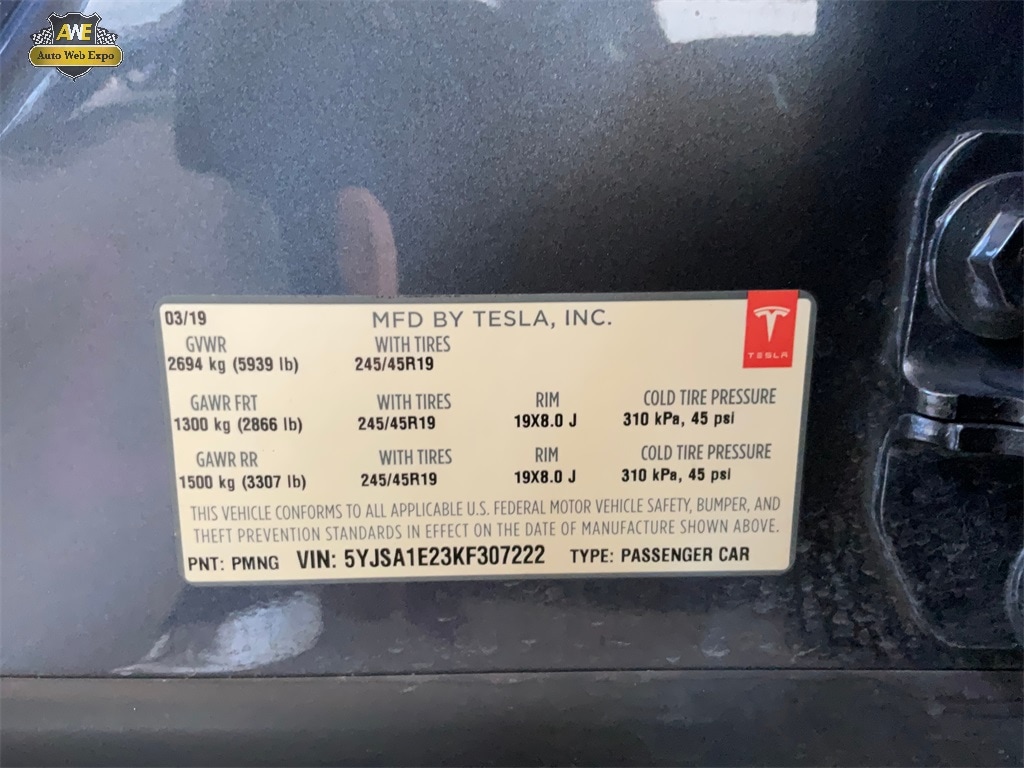 AWE
Auto Web Expo
03/19 MFD BY TESLA, INC.
GVWR WITH TIRES
2694 kg (5939 lb) 245/45R19
TESLA
GAWR FRT WITH TIRES RIM COLD TIRE PRESSURE
1300 kg (2866 lb) 245/45R19 19X8.0 J 310 kPa, 45 psi
GAWR RR WITH TIRES RIM COLD TIRE PRESSURE
1500 kg (3307 lb) 245/45R19 19X8.0 J 310 kPa, 45 psi
THIS VEHICLE CONFORMS TO ALL APPLICABLE U.S. FEDERAL MOTOR VEHICLE SAFETY, BUMPER, AND
THEFT PREVENTION STANDARDS IN EFFECT ON THE DATE OF MANUFACTURE SHOWN ABOVE.
PNT: PMNG VIN: 5YJSA1E23KF307222 TYPE: PASSENGER CAR